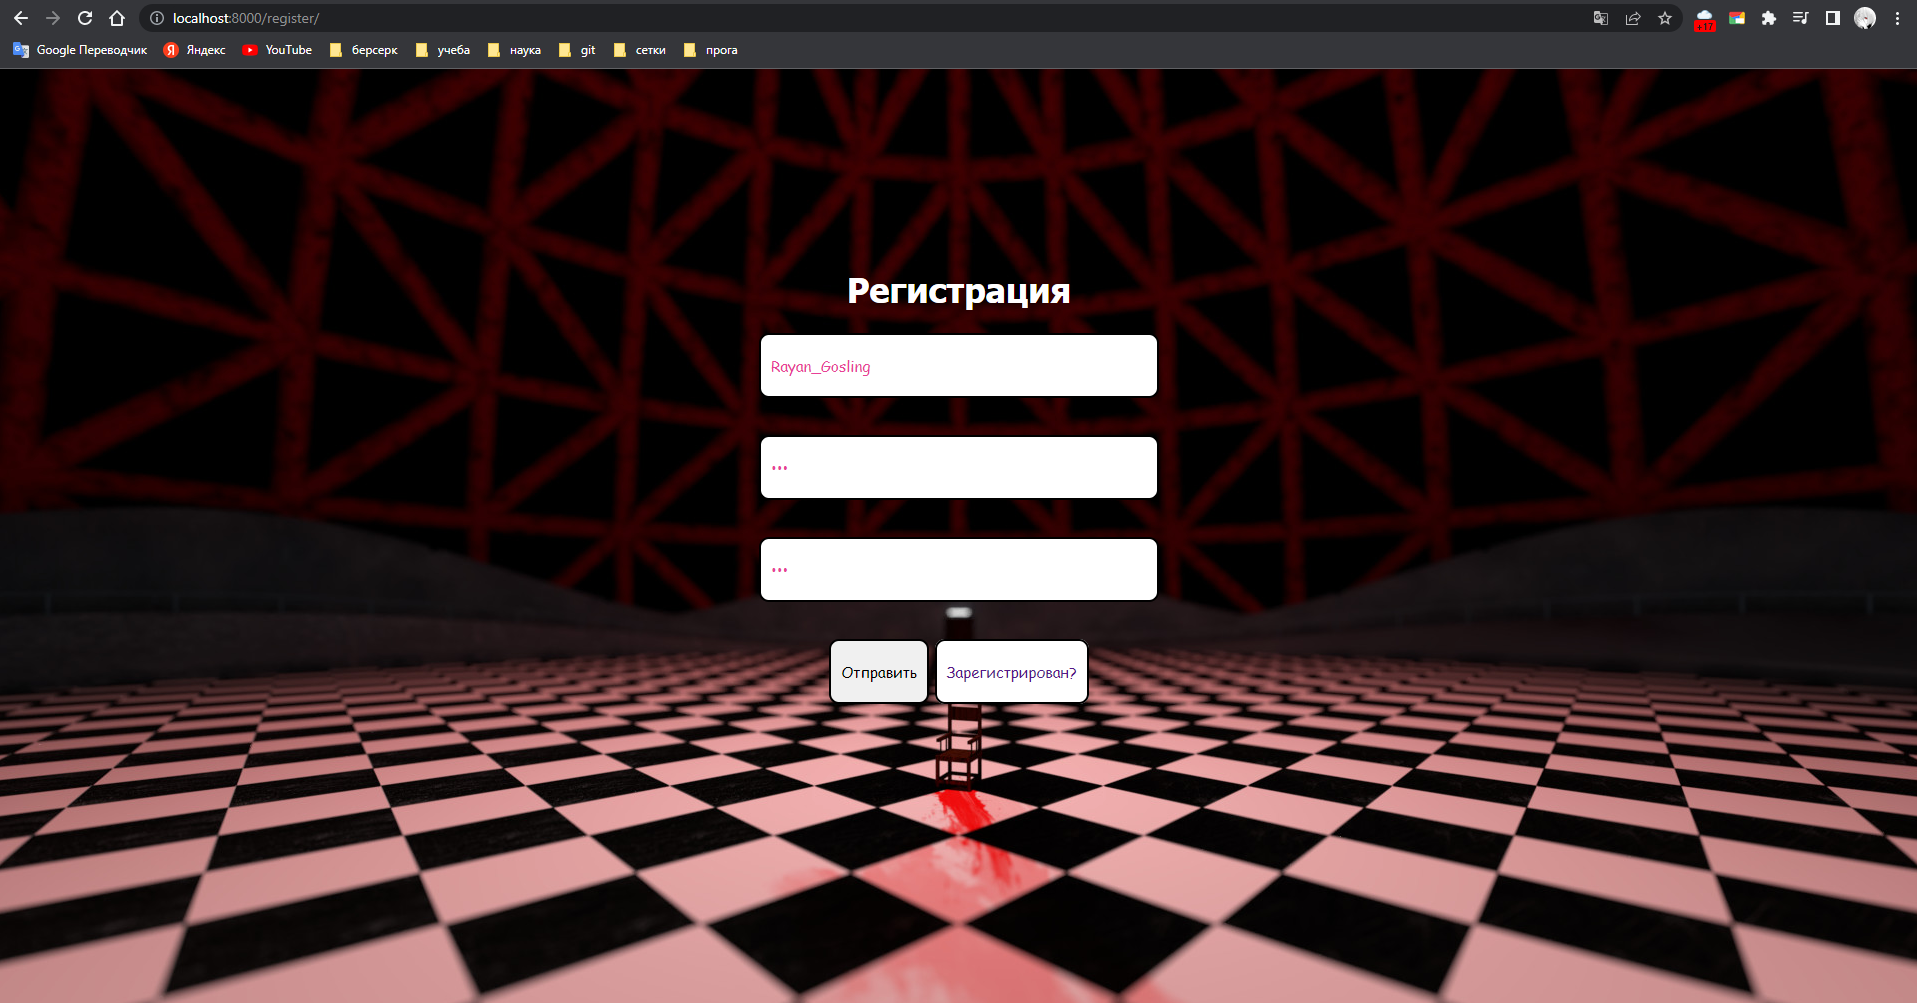 localhost:8000/register/
Google Переводчик Яндекс YouTube берсерк учеба наука git сетки прога
Регистрация
Rayan_Gosling
•••
•••
Отправить Зарегистрирован?